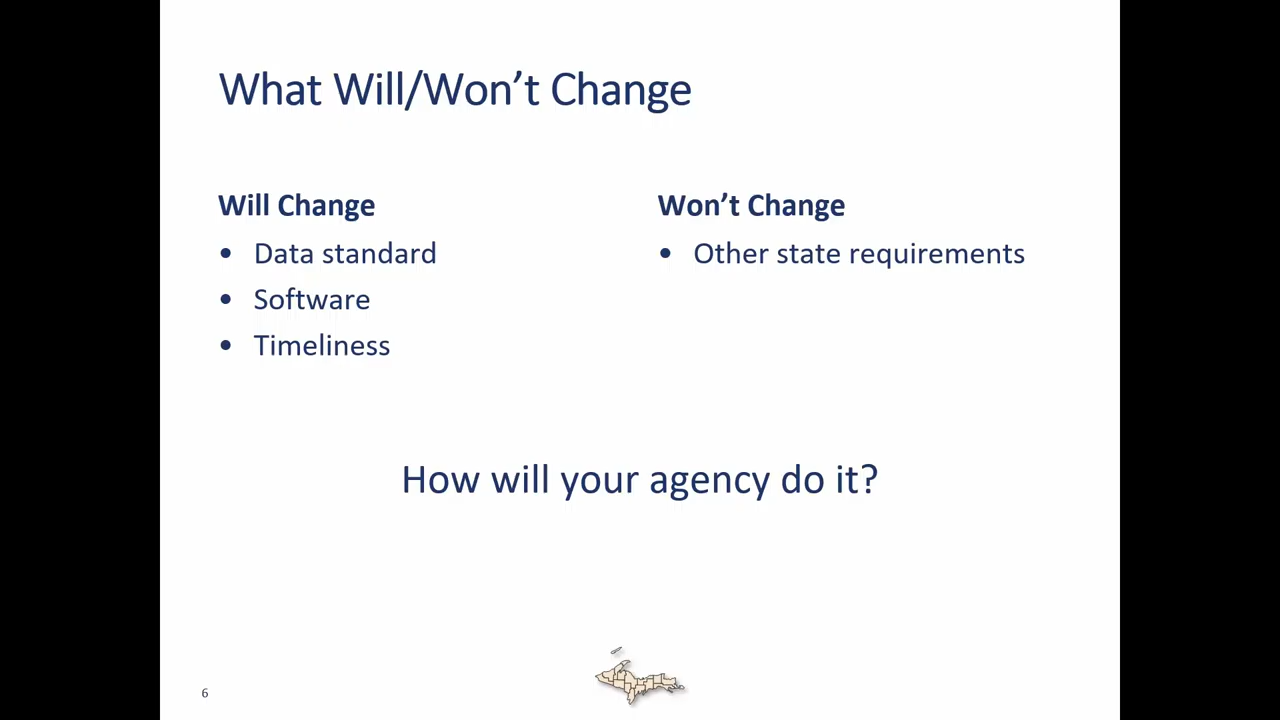 What Will/Won’t Change
Will Change
• Data standard
• Software
• Timeliness
Won’t Change
• Other state requirements
How will your agency do it?
6